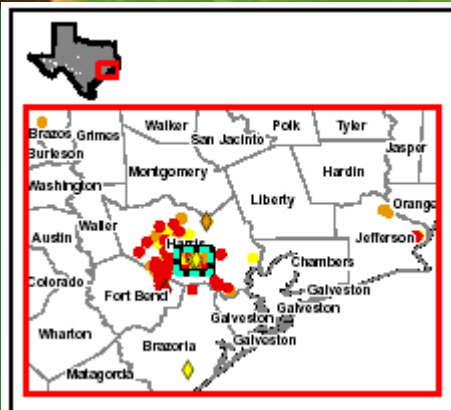 Walker
Polk
Tyler
Brazos
Grimes
San Jacinto
Jasper
Burleson
Montgomery
Hardin
Washington
Liberty
Orange
Waller
Austin
Harris
Jefferson
Chambers
Colorado
Galveston
Fort Bend
Galveston
Galveston
Wharton
Galveston
Brazoria
Matagorda